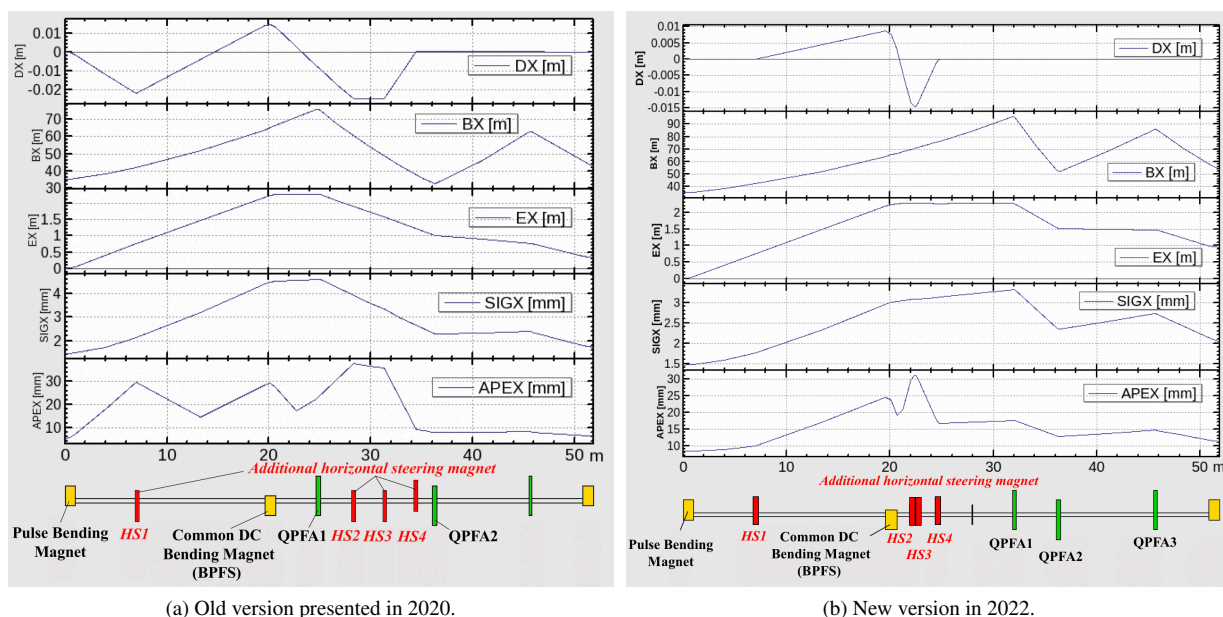 0.01
0
-0.01
-0.02
DX [m]
DX [m]
70
60
50
40
30
BX [m]
BX [m]
1.5
1
0.5
0
EX [m]
EX [m]
4
3
2
SIGX [mm]
SIGX [mm]
30
20
10
APEX [mm]
APEX [mm]
0 10 20 30 40 50 m
Additional horizontal steering magnet
Pulse Bending
Magnet
HS1
Common DC
Bending Magnet
(BPFS)
QPFA1
HS2
HS3
HS4
QPFA2
(a) Old version presented in 2020.
0.01
0.005
0
-0.005
-0.01
-0.015
DX [m]
DX [m]
90
80
70
60
50
40
BX [m]
BX [m]
2
1.5
1
0.5
0
EX [m]
EX [m]
3
2.5
2
1.5
SIGX [mm]
SIGX [mm]
30
25
20
15
10
APEX [mm]
APEX [mm]
0 10 20 30 40 50 m
Additional horizontal steering magnet
Pulse Bending
Magnet
HS1
Common DC
Bending Magnet
(BPFS)
HS2
HS3
HS4
QPFA1
QPFA2
QPFA3
(b) New version in 2022.